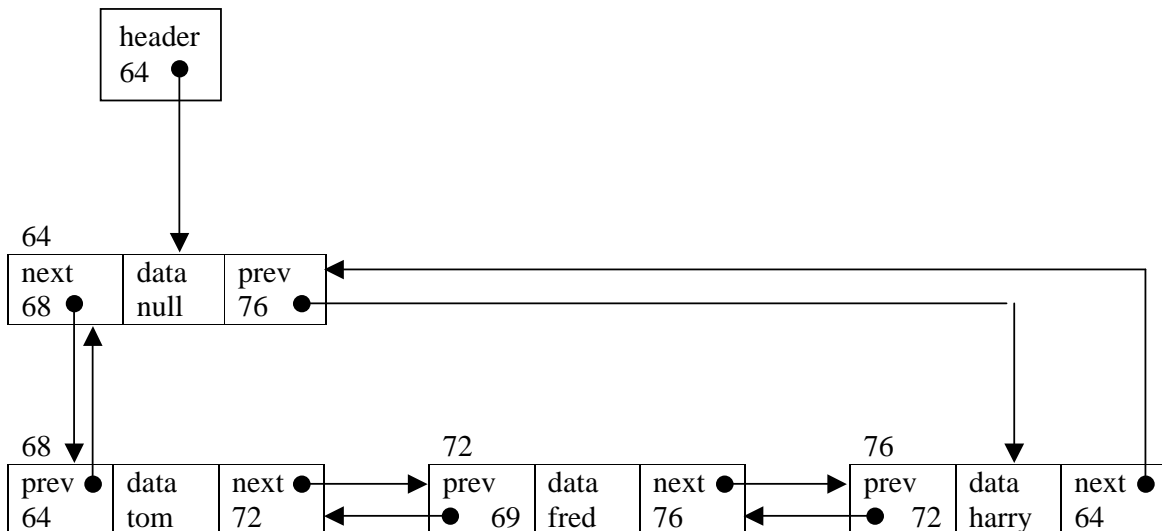 header
64
64
next data prev
68 null 76
68 72 76
prev data next prev data next prev data next
64 tom 72 69 fred 76 72 harry 64